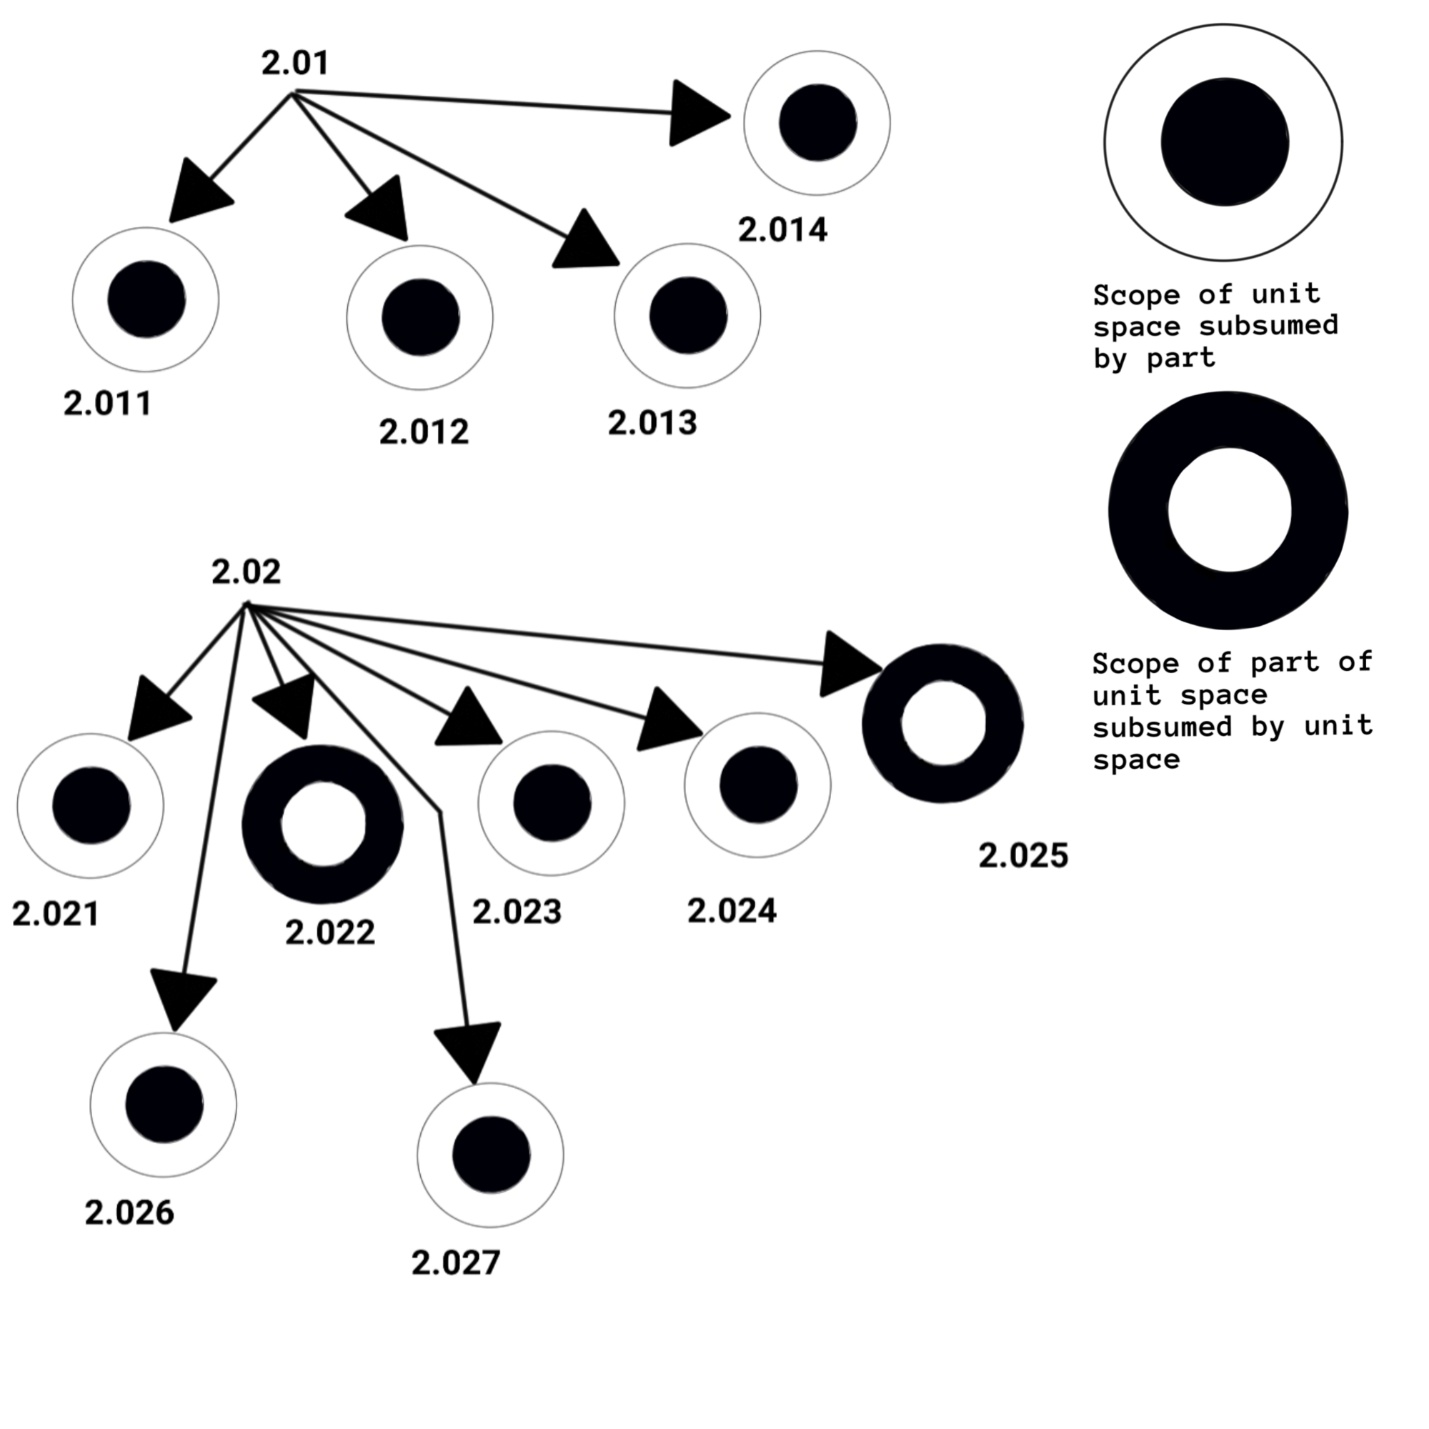 2.01
2.014
2.011
2.012
2.013
Scope of unit
space subsumed
by part
2.02
Scope of part of
unit space
subsumed by unit
space
2.021
2.022
2.023
2.024
2.025
2.026
2.027